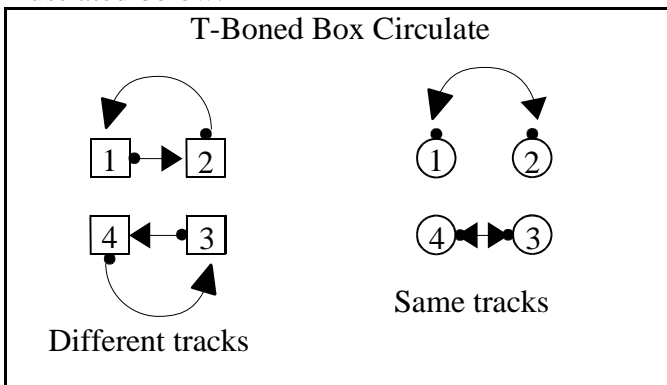 T-Boned Box Circulate
1 2 1 2
4 3 4 3
Same tracks
Different tracks